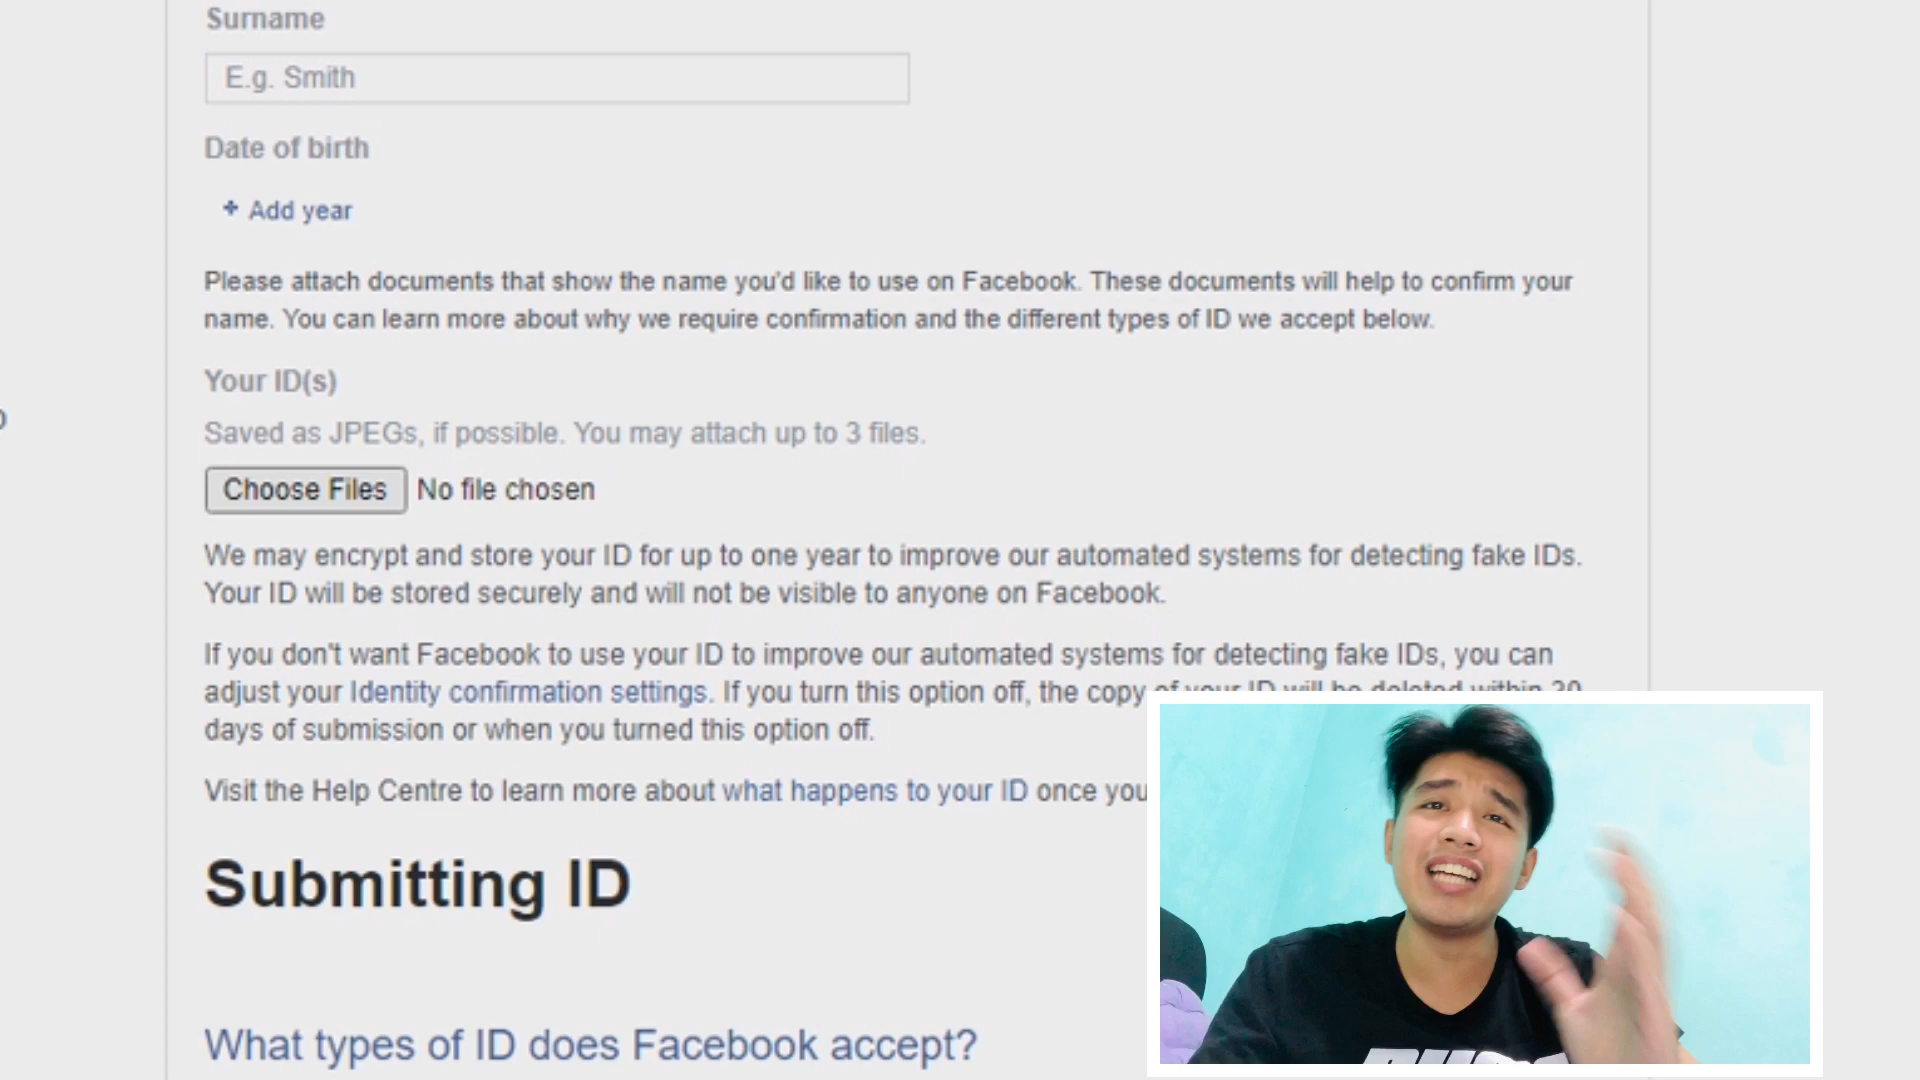 Surname
E.g. Smith
Date of birth
+ Add year
Please attach documents that show the name you'd like to use on Facebook. These documents will help to confirm your
name. You can learn more about why we require confirmation and the different types of ID we accept below.
Your ID(s)
Saved as JPEGs, if possible. You may attach up to 3 files.
Choose Files No file chosen
We may encrypt and store your ID for up to one year to improve our automated systems for detecting fake IDs.
Your ID will be stored securely and will not be visible to anyone on Facebook.
If you don't want Facebook to use your ID to improve our automated systems for detecting fake IDs, you can
adjust your Identity confirmation settings. If you turn this option off, the copy of your ID will be deleted within 30
days of submission or when you turned this option off.
Visit the Help Centre to learn more about what happens to your ID once you
Submitting ID
What types of ID does Facebook accept?